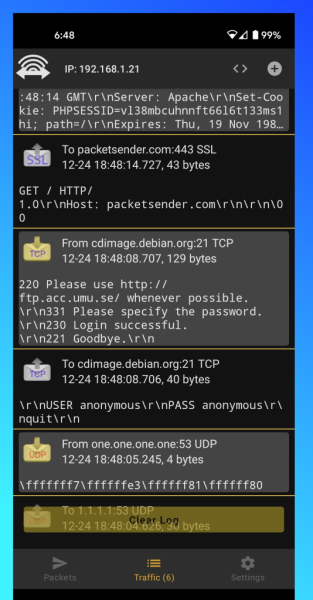 6:48
99%
IP: 192.168.1.21
:48:14 GMT\r\nServer: Apache\r\nSet-Coo
kie: PHPSESSID=vl38mbcuhnnft66l6t133ms1
hi; path=/\r\nExpires: Thu, 19 Nov 198…
SSL
To packetsender.com:443 SSL
12-24 18:48:14.727, 43 bytes
GET / HTTP/
1.0\r\nHost: packetsender.com\r\n\r\n\0
0
TCP
From cdimage.debian.org:21 TCP
12-24 18:48:08.707, 129 bytes
220 Please use http://
ftp.acc.umu.se/ whenever possible.
\r\n331 Please specify the password.
\r\n230 Login successful.
\r\n221 Goodbye.\r\n
TCP
To cdimage.debian.org:21 TCP
12-24 18:48:08.706, 40 bytes
\r\nUSER anonymous\r\nPASS anonymous\r\
nquit\r\n
UDP
From one.one.one.one:53 UDP
12-24 18:48:05.245, 4 bytes
\fffffff7\ffffffe3\ffffff81\ffffff80
UDP
To 1.1.1.1:53 UDP
12-24 18:48:04.626, 30 bytes
Clear Log
Packets
Traffic (6)
Settings